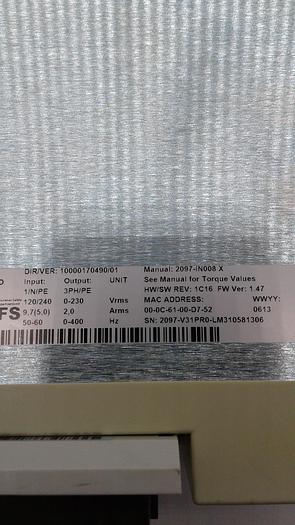 DIR/VER: 10000170490/01
Input: Output: UNIT
1/N/PE 3PH/PE
120/240 0-230 Vrms
9,7(5,0) 2,0 Arms
50-60 0-400 Hz
FS
Manual: 2097-IN008 X
See Manual for Torque Values
HW/SW REV: 1C16 FW Ver: 1.47
MAC ADDRESS: WWYY:
00-0C-61-00-D7-52 0613
SN: 2097-V31PR0-LM310581306